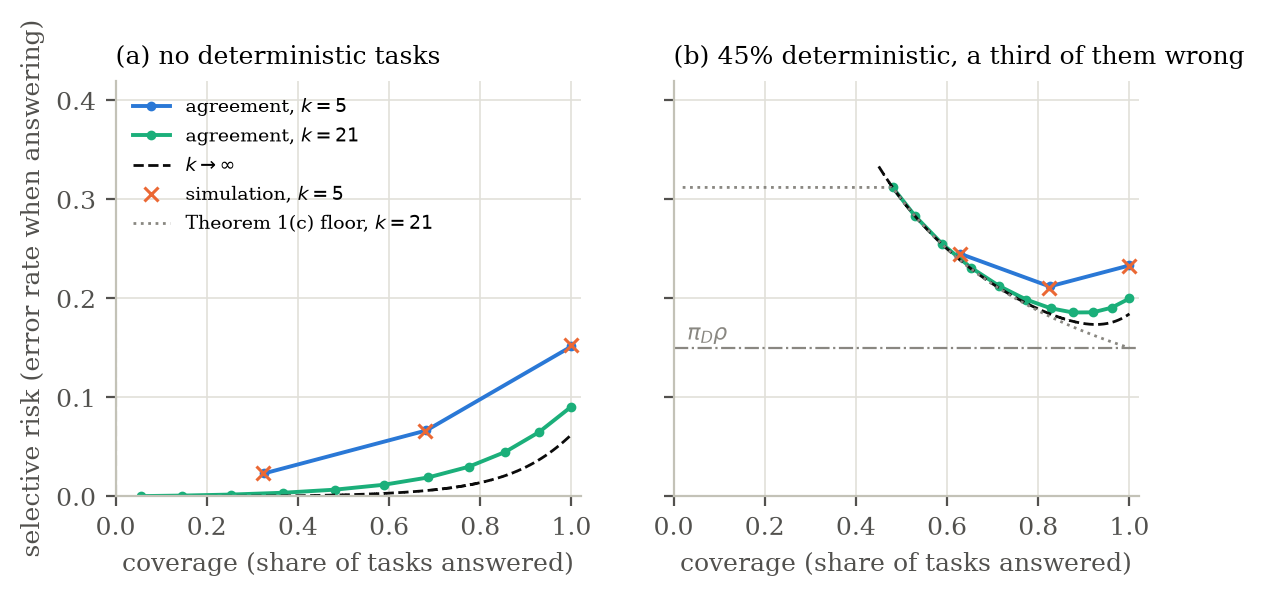 selective risk (error rate when answering)
(a) no deterministic tasks
0.4
0.3
0.2
0.1
0.0
agreement, k = 5
agreement, k = 21
k → ∞
simulation, k = 5
Theorem 1(c) floor, k = 21
0.0 0.2 0.4 0.6 0.8 1.0
coverage (share of tasks answered)
(b) 45% deterministic, a third of them wrong
π_Dρ
0.0 0.2 0.4 0.6 0.8 1.0
coverage (share of tasks answered)